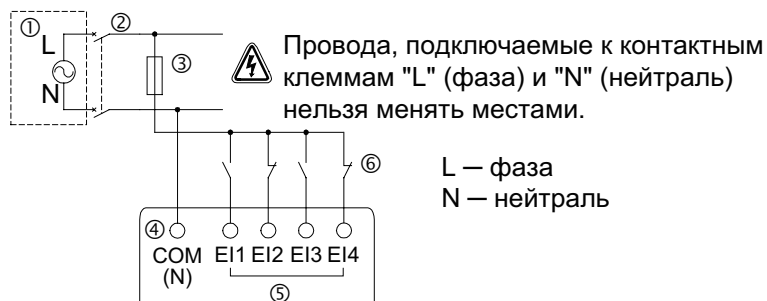 ①
②
L
N
③
Провода, подключаемые к контактным
клеммам "L" (фаза) и "N" (нейтраль)
нельзя менять местами.
⑥
L — фаза
N — нейтраль
④
COM
(N)
EI1 EI2 EI3 EI4
⑤